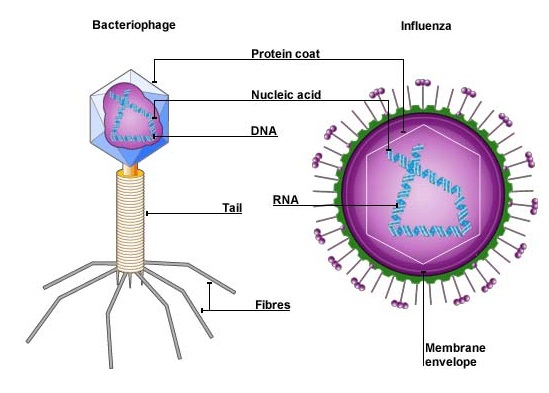 Bacteriophage
Influenza
Protein coat
Nucleic acid
DNA
RNA
Tail
Fibres
Membrane
envelope